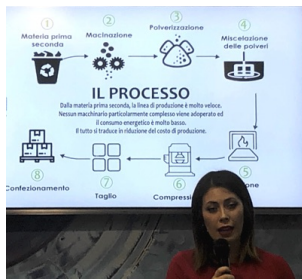 ① ② ③ ④
Materia prima
seconda
Macinazione
Polverizzazione
Miscelazione
delle polveri
IL PROCESSO
Dalla materia prima seconda, la linea di produzione è molto veloce.
Nessun macchinario particolarmente complesso viene adoperato ed
il consumo energetico è molto basso.
Il tutto si traduce in riduzione del costo di produzione.
⑧ ⑦ ⑥ ⑤
Confezionamento
Taglio